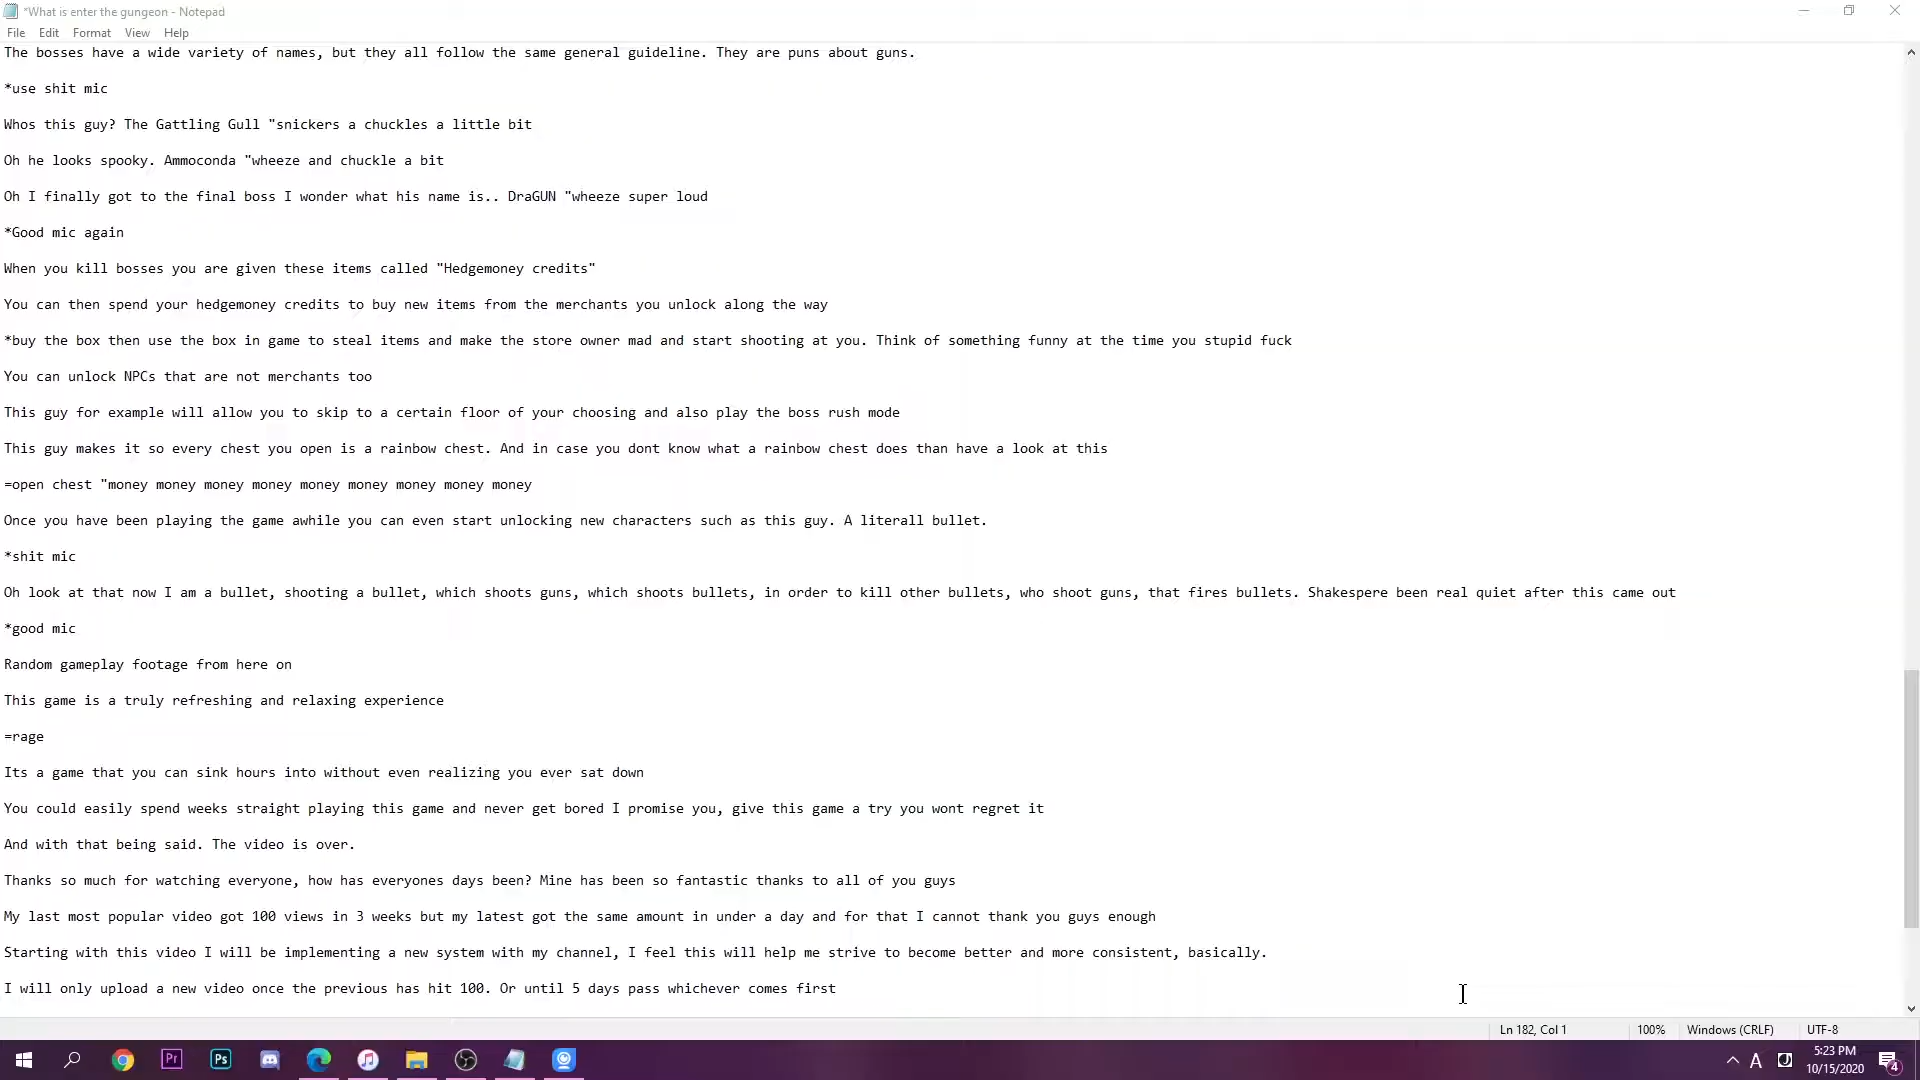 *What is enter the gungeon - Notepad
File Edit Format View Help
The bosses have a wide variety of names, but they all follow the same general guideline. They are puns about guns.
*use shit mic
Whos this guy? The Gattling Gull "snickers a chuckles a little bit
Oh he looks spooky. Ammoconda "wheeze and chuckle a bit
Oh I finally got to the final boss I wonder what his name is.. DraGUN "wheeze super loud
*Good mic again
When you kill bosses you are given these items called "Hedgemoney credits"
You can then spend your hedgemoney credits to buy new items from the merchants you unlock along the way
*buy the box then use the box in game to steal items and make the store owner mad and start shooting at you. Think of something funny at the time you stupid fuck
You can unlock NPCs that are not merchants too
This guy for example will allow you to skip to a certain floor of your choosing and also play the boss rush mode
This guy makes it so every chest you open is a rainbow chest. And in case you dont know what a rainbow chest does than have a look at this
=open chest "money money money money money money money money money
Once you have been playing the game awhile you can even start unlocking new characters such as this guy. A literall bullet.
*shit mic
Oh look at that now I am a bullet, shooting a bullet, which shoots guns, which shoots bullets, in order to kill other bullets, who shoot guns, that fires bullets. Shakespere been real quiet after this came out
*good mic
Random gameplay footage from here on
This game is a truly refreshing and relaxing experience
=rage
Its a game that you can sink hours into without even realizing you ever sat down
You could easily spend weeks straight playing this game and never get bored I promise you, give this game a try you wont regret it
And with that being said. The video is over.
Thanks so much for watching everyone, how has everyones days been? Mine has been so fantastic thanks to all of you guys
My last most popular video got 100 views in 3 weeks but my latest got the same amount in under a day and for that I cannot thank you guys enough
Starting with this video I will be implementing a new system with my channel, I feel this will help me strive to become better and more consistent, basically.
I will only upload a new video once the previous has hit 100. Or until 5 days pass whichever comes first
Ln 182, Col 1 100% Windows (CRLF) UTF-8
Pr Ps A 5:23 PM
10/15/2020 4